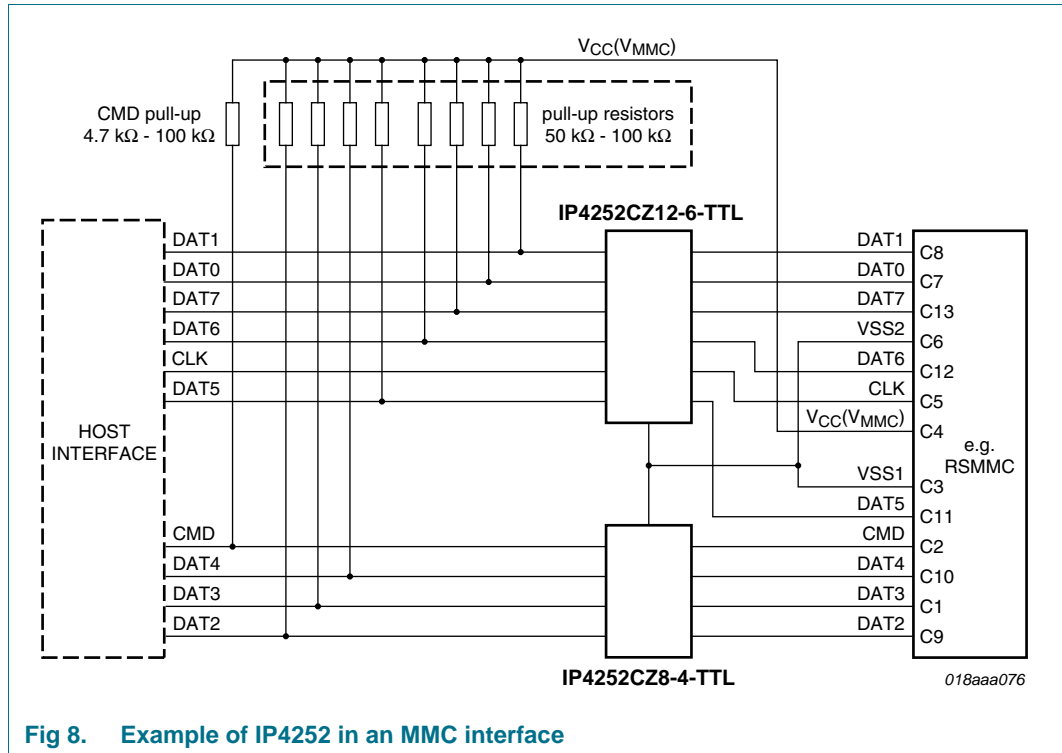 VCC(VMMC)
CMD pull-up
4.7 kΩ - 100 kΩ
pull-up resistors
50 kΩ - 100 kΩ
IP4252CZ12-6-TTL
HOST
INTERFACE
DAT1
DAT0
DAT7
DAT6
CLK
DAT5
CMD
DAT4
DAT3
DAT2
DAT1
DAT0
DAT7
VSS2
DAT6
CLK
VCC(VMMC)
VSS1
DAT5
CMD
DAT4
DAT3
DAT2
C8
C7
C13
C6
C12
C5
C4
C3
C11
C2
C10
C1
C9
e.g.
RSMMC
IP4252CZ8-4-TTL
018aaa076
Fig 8. Example of IP4252 in an MMC interface